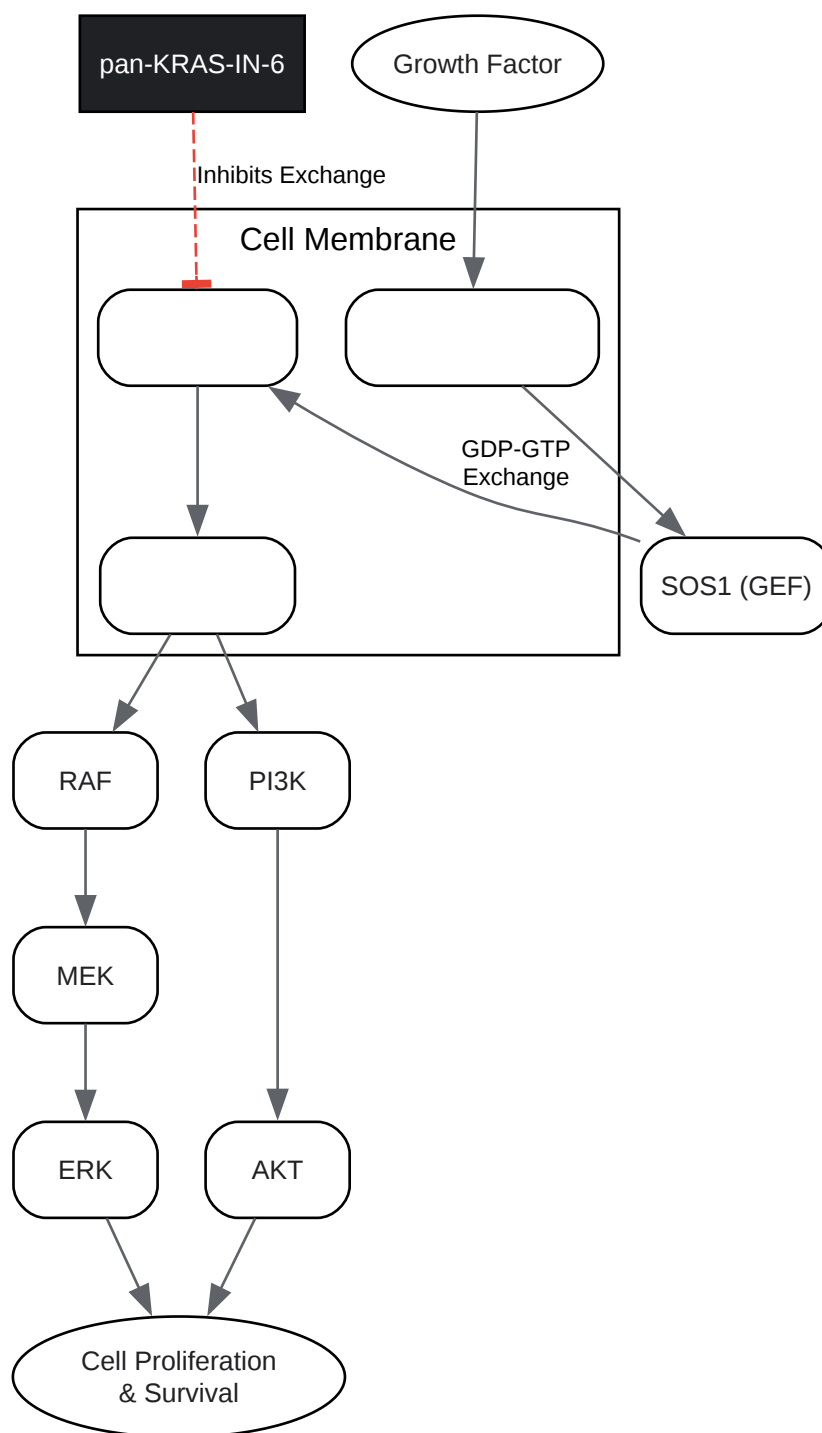 pan-KRAS-IN-6
Growth Factor
Inhibits Exchange
Cell Membrane
GDP-GTP
Exchange
SOS1 (GEF)
RAF
PI3K
MEK
ERK
AKT
Cell Proliferation
& Survival